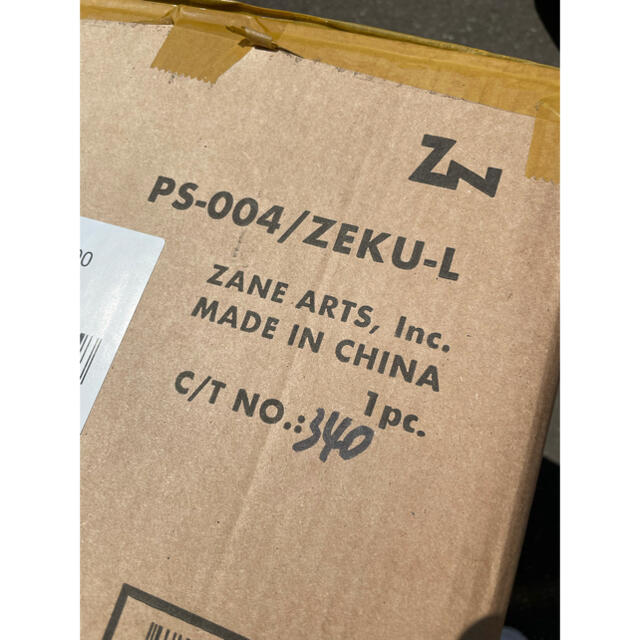 ZN
PS-004/ZEKU-L
ZANE ARTS, Inc.
MADE IN CHINA
1pc.
C/T NO.:340